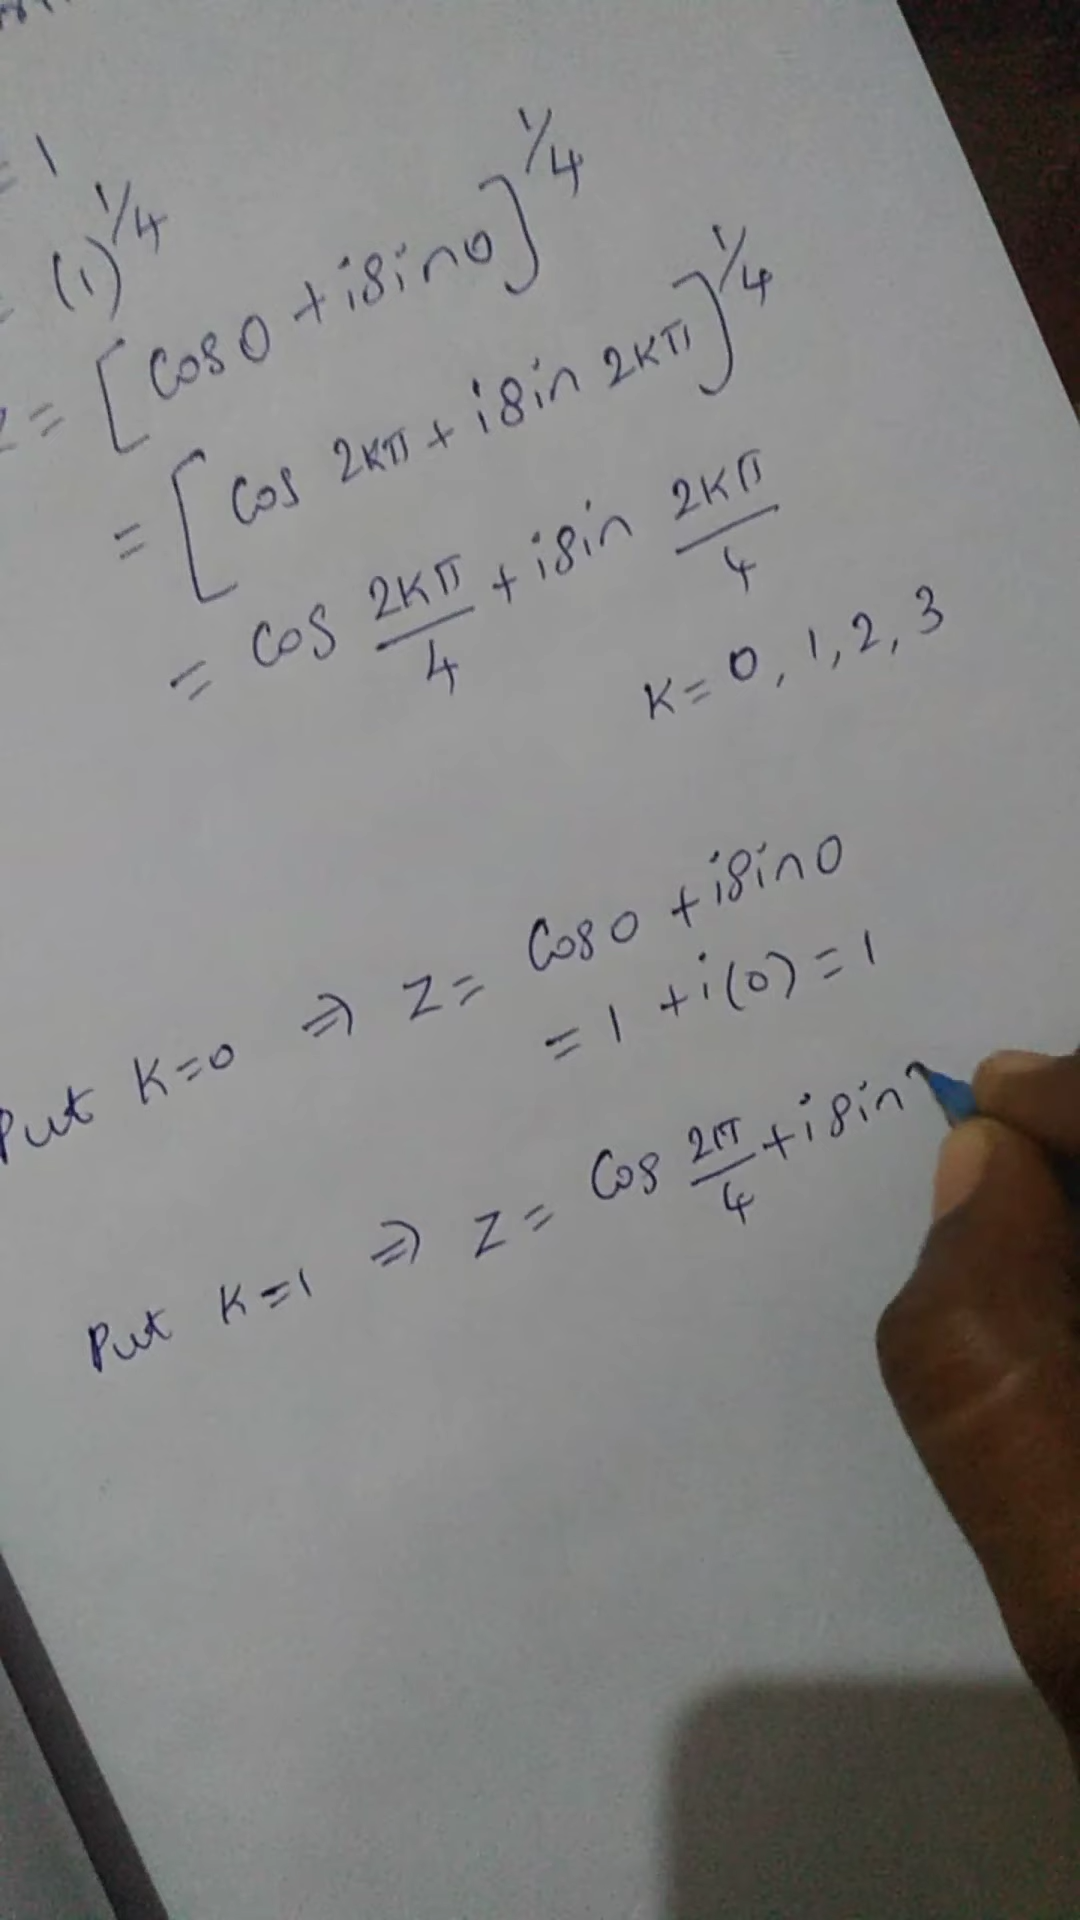 = 1
= (1)^1/4
z = [cos 0 + i sin 0]^1/4
= [cos 2kπ + i sin 2kπ]^1/4
= cos 2kπ/4 + i sin 2kπ/4
k = 0, 1, 2, 3
Put k=0 ⇒ z = cos 0 + i sin 0
= 1 + i(0) = 1
Put k=1 ⇒ z = cos 2π/4 + i sin